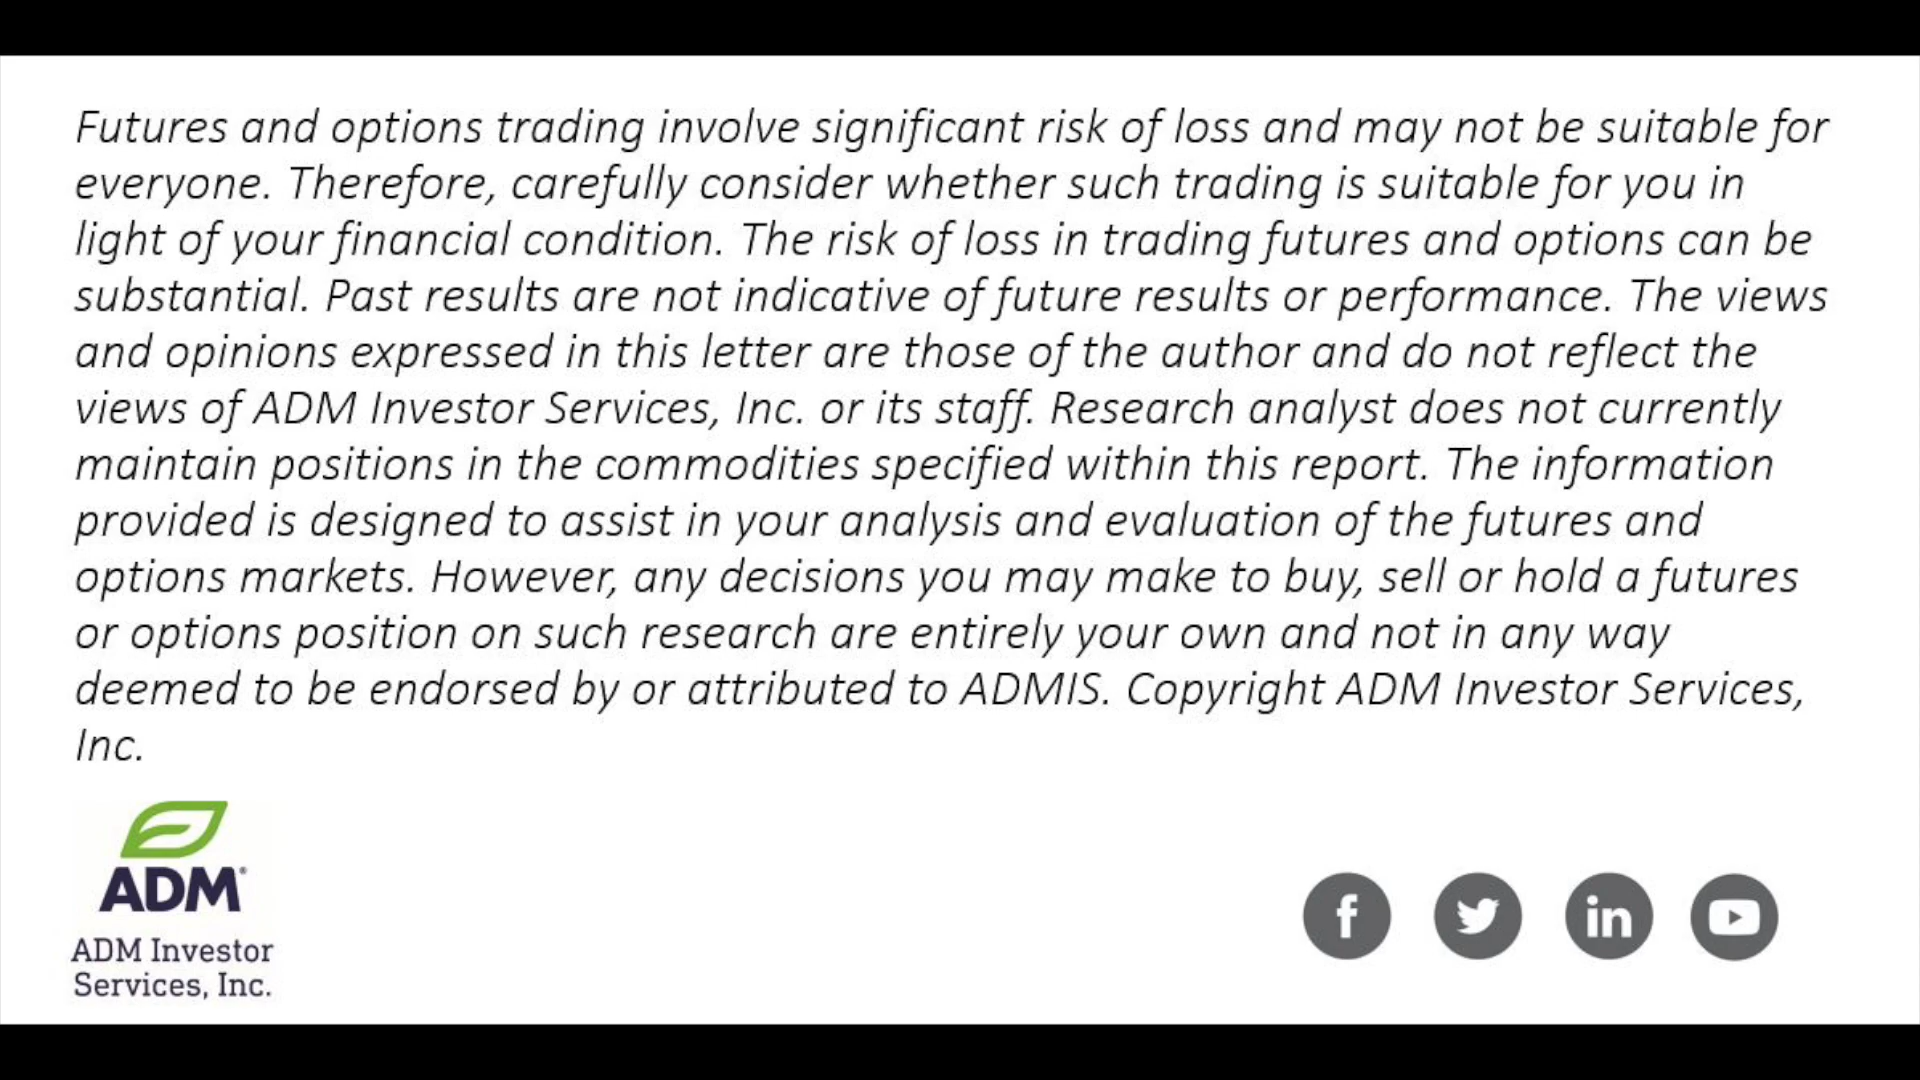 Futures and options trading involve significant risk of loss and may not be suitable for
everyone. Therefore, carefully consider whether such trading is suitable for you in
light of your financial condition. The risk of loss in trading futures and options can be
substantial. Past results are not indicative of future results or performance. The views
and opinions expressed in this letter are those of the author and do not reflect the
views of ADM Investor Services, Inc. or its staff. Research analyst does not currently
maintain positions in the commodities specified within this report. The information
provided is designed to assist in your analysis and evaluation of the futures and
options markets. However, any decisions you may make to buy, sell or hold a futures
or options position on such research are entirely your own and not in any way
deemed to be endorsed by or attributed to ADMIS. Copyright ADM Investor Services,
Inc.
ADM®
ADM Investor
Services, Inc.
f
in